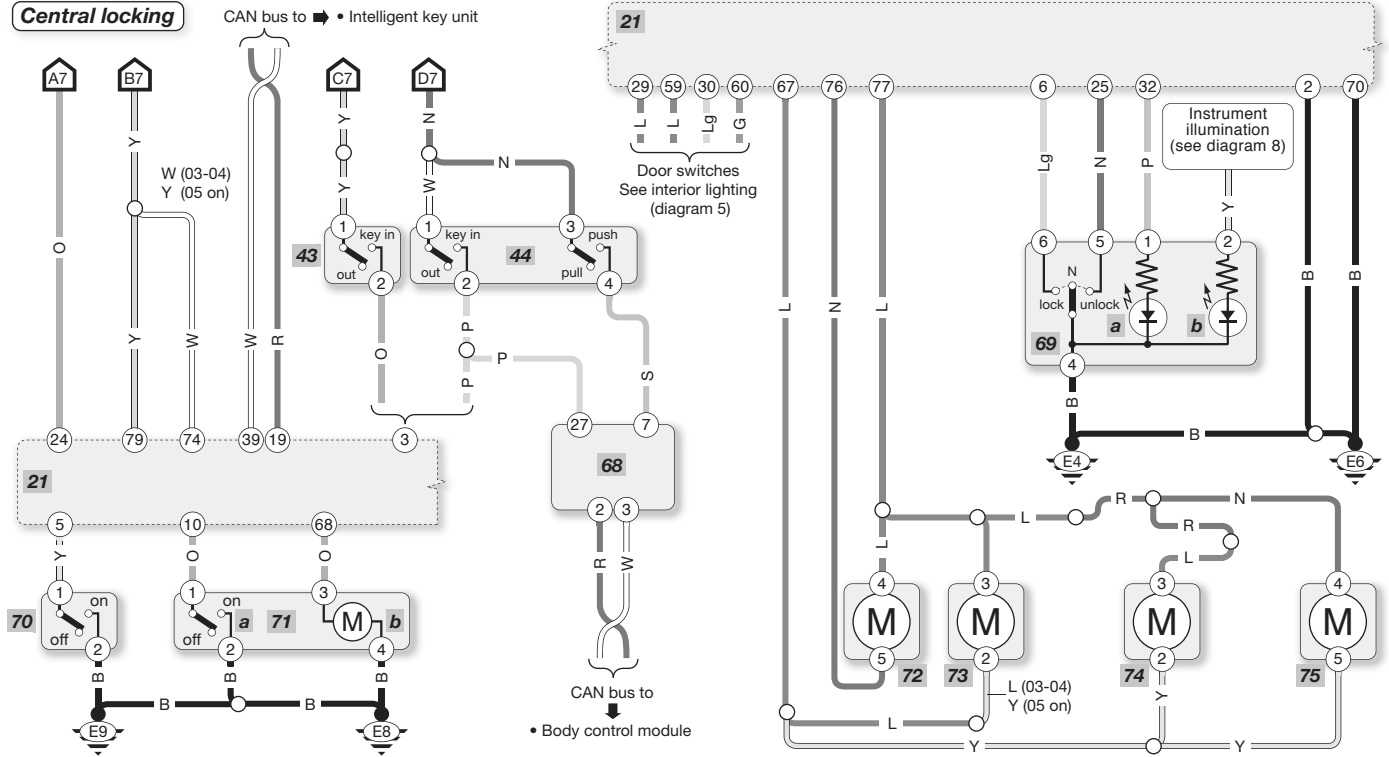 Central locking
CAN bus to ➡ • Intelligent key unit
21
A7
B7
C7
D7
29 59 30 60 67 76 77 6 25 32 2 70
L L Lg G
Door switches
See interior lighting
(diagram 5)
Instrument
illumination
(see diagram 8)
Y
Y
N
N
Y
W
Lg
N
P
Y
W (03-04)
Y (05 on)
O
1
key in
out
2
43
1
key in
out
2
44
3
push
pull
4
6 5 1 2
N
lock
unlock
a
b
69
4
L
N
L
B
B
Y
W
W
R
O
P
P
P
S
B
B
24 79 74 39 19 3
21
5 10 68
27 7
68
2 3
E4
E6
R
W
CAN bus to
• Body control module
Y
O
O
1
on
off
2
70
1
on
off
2
a
71
3
M
b
4
B
B
B
B
B
E9
E8
L
L
R
N
R
L
4
M
5
72
3
M
2
73
3
M
2
74
4
M
5
75
L (03-04)
Y (05 on)
Y
L
Y
Y